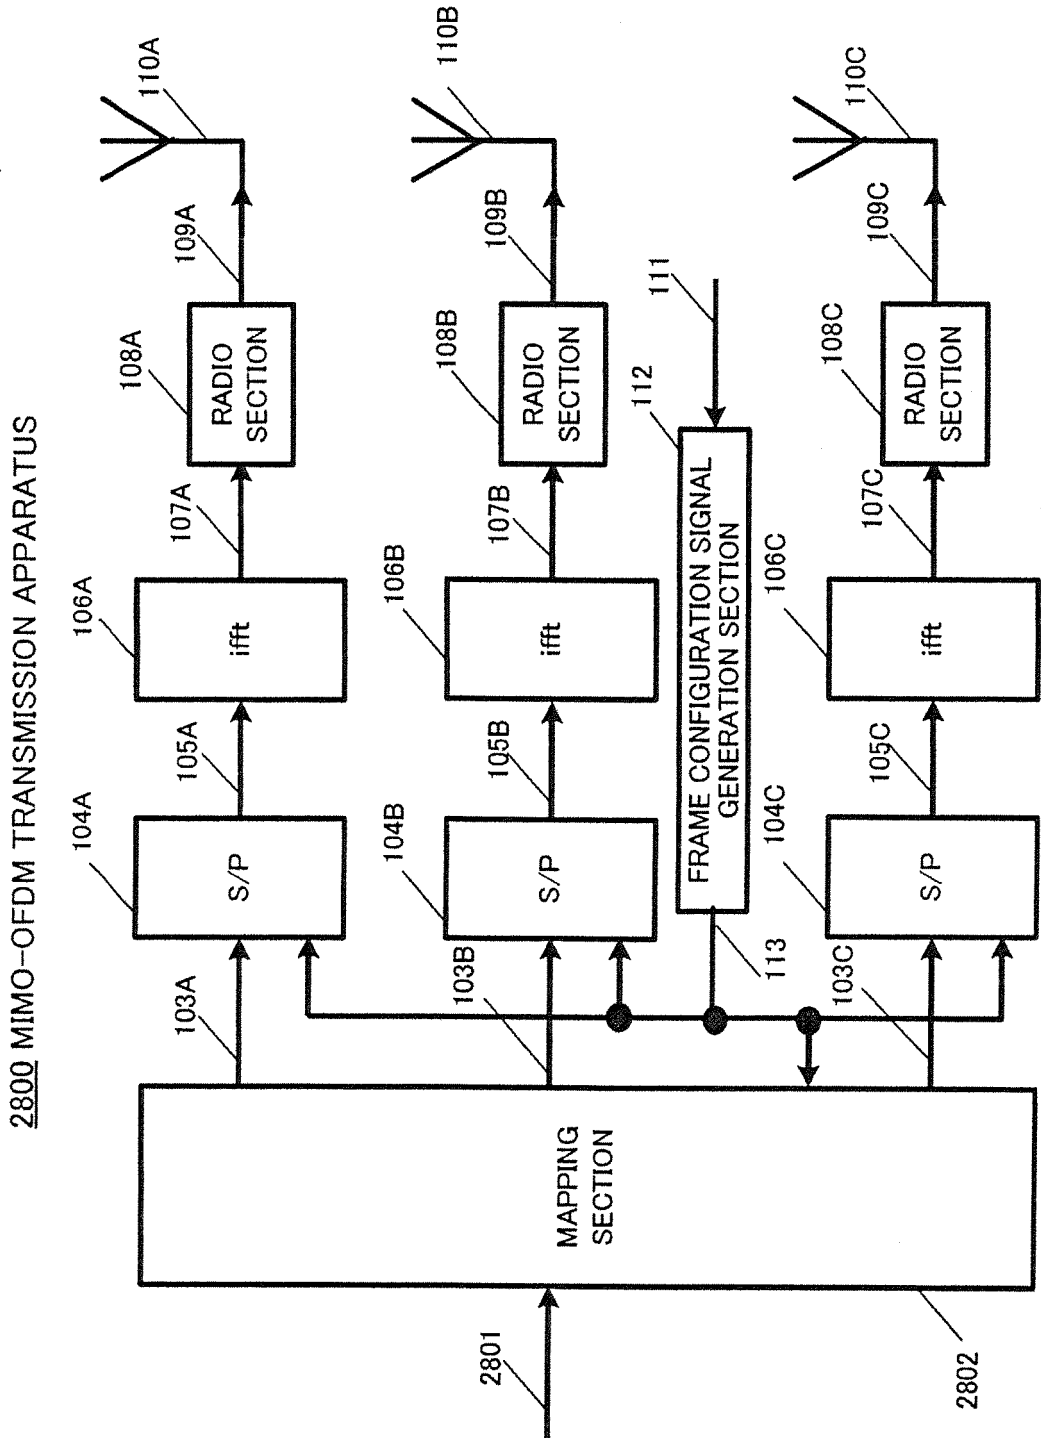 2800 MIMO-OFDM TRANSMISSION APPARATUS
110A
109A
108A
RADIO
SECTION
107A
106A
ifft
105A
104A
S/P
103A
110B
109B
108B
RADIO
SECTION
107B
106B
ifft
105B
104B
S/P
103B
111
112
FRAME CONFIGURATION SIGNAL
GENERATION SECTION
113
110C
109C
108C
RADIO
SECTION
107C
106C
ifft
105C
104C
S/P
103C
MAPPING
SECTION
2801
2802